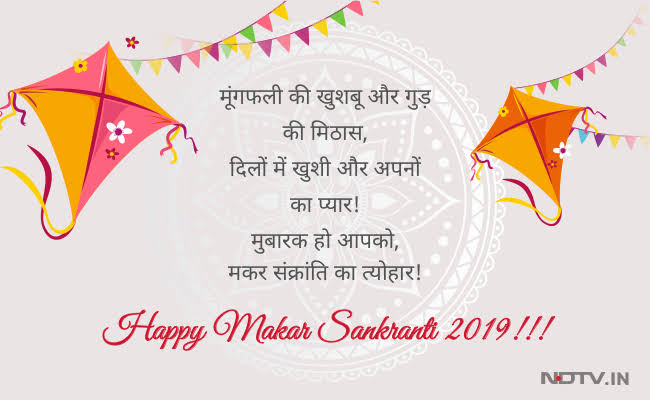 मूंगफली की खुशबू और गुड़
की मिठास,
दिलों में खुशी और अपनों
का प्यार!
मुबारक हो आपको,
मकर संक्रांति का त्योहार!
Happy Makar Sankranti 2019!!!
NDTV.IN